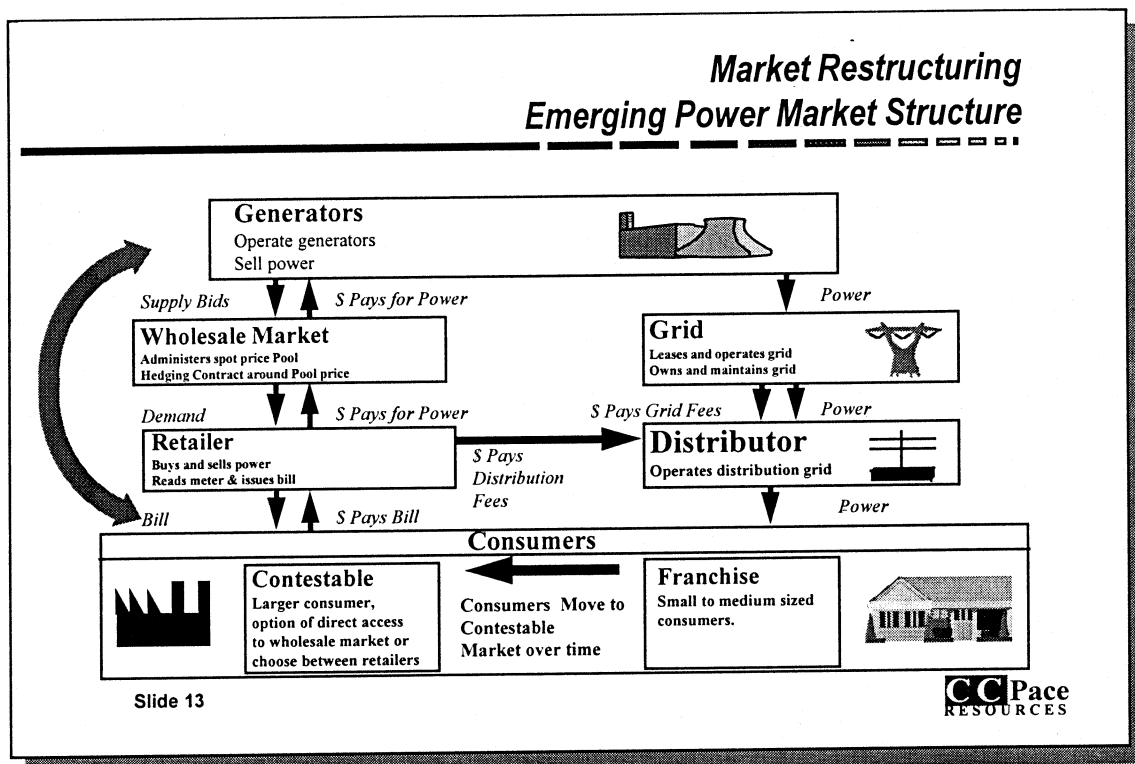 Market Restructuring
Emerging Power Market Structure
Generators
Operate generators
Sell power
Supply Bids
$ Pays for Power
Power
Wholesale Market
Administers spot price Pool
Hedging Contract around Pool price
Grid
Leases and operates grid
Owns and maintains grid
Demand
$ Pays for Power
$ Pays Grid Fees
Power
Retailer
Buys and sells power
Reads meter & issues bill
$ Pays
Distribution
Fees
Distributor
Operates distribution grid
Bill
$ Pays Bill
Power
Consumers
Contestable
Larger consumer,
option of direct access
to wholesale market or
choose between retailers
Consumers Move to
Contestable
Market over time
Franchise
Small to medium sized
consumers.
Slide 13
CC Pace
RESOURCES